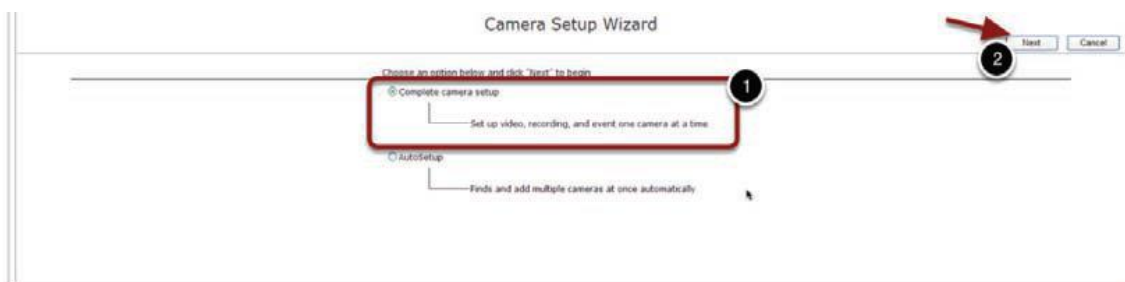 Camera Setup Wizard
Next Cancel
2
Choose an option below and click "Next" to begin
1
Complete camera setup
Set up video, recording, and event one camera at a time
AutoSetup
Finds and add multiple cameras at once automatically